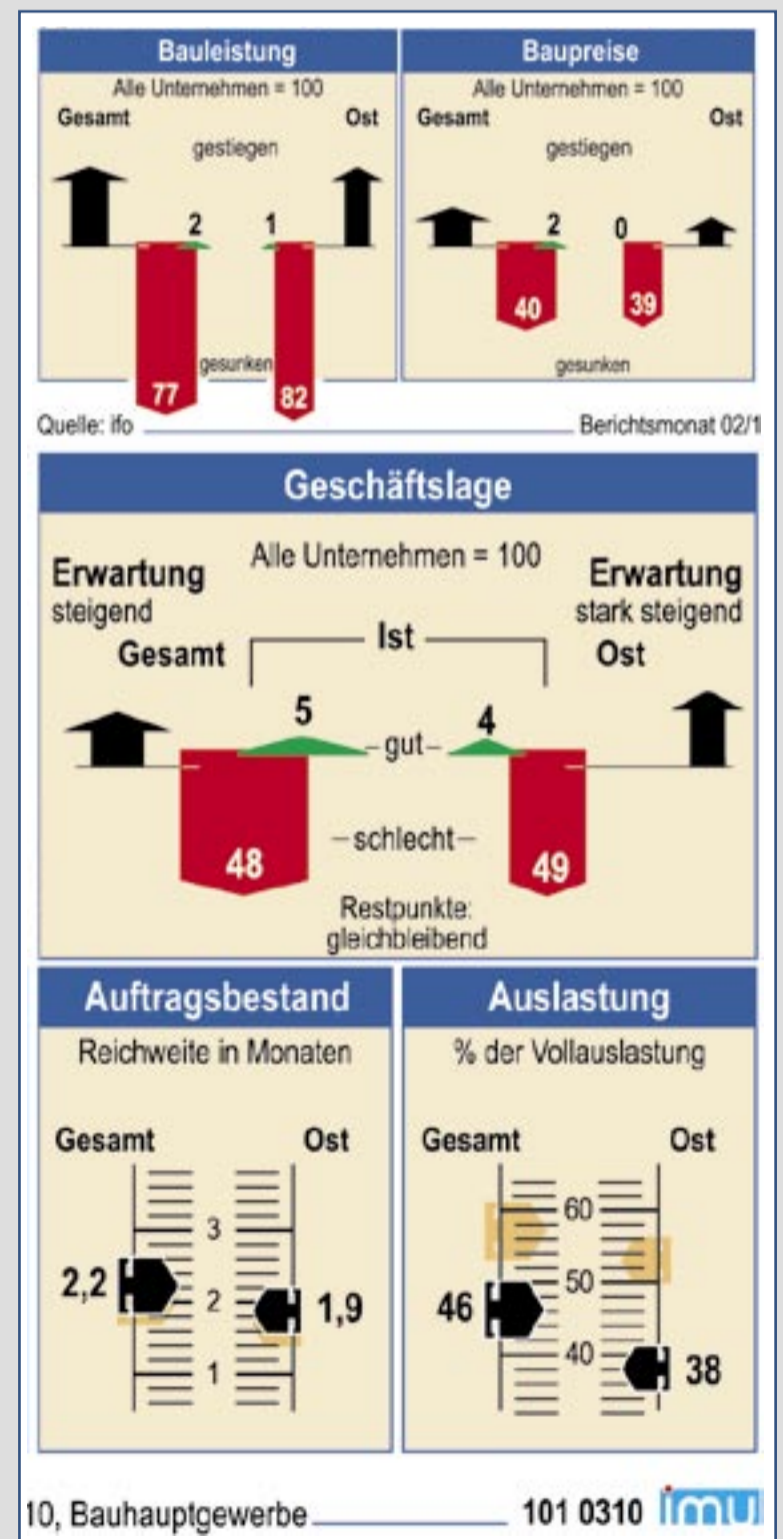 Bauleistung
Alle Unternehmen = 100
Gesamt Ost
gestiegen
2 1
gesunken
77 82
Baupreise
Alle Unternehmen = 100
Gesamt Ost
gestiegen
2 0
40 39
gesunken
Quelle: ifo Berichtsmonat 02/1
Geschäftslage
Alle Unternehmen = 100
Erwartung Erwartung
steigend stark steigend
Ist
Gesamt Ost
5 4
gut
schlecht
48 49
Restpunkte:
gleichbleibend
Auftragsbestand
Reichweite in Monaten
Gesamt Ost
3
2,2 2 1,9
1
Auslastung
% der Vollauslastung
Gesamt Ost
60
50
46
40 38
10, Bauhauptgewerbe 101 0310 imu